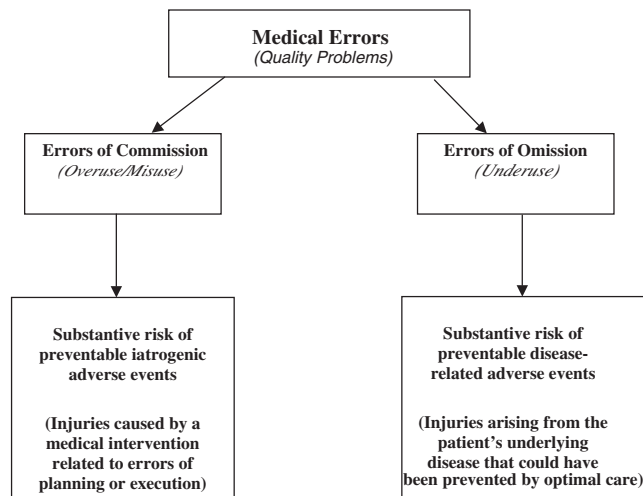 Medical Errors
(Quality Problems)
Errors of Commission
(Overuse/Misuse)
Errors of Omission
(Underuse)
Substantive risk of
preventable iatrogenic
adverse events
(Injuries caused by a
medical intervention
related to errors of
planning or execution)
Substantive risk of
preventable disease-
related adverse events
(Injuries arising from the
patient’s underlying
disease that could have
been prevented by optimal care)